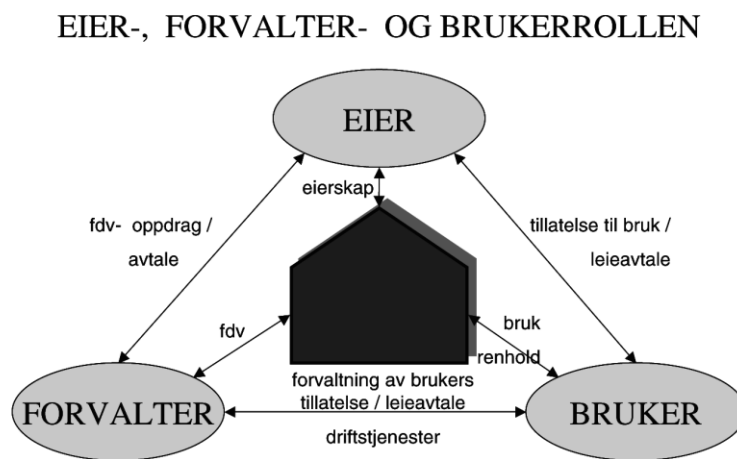 EIER-, FORVALTER- OG BRUKERROLLEN
EIER
eierskap
fdv- oppdrag /
avtale
tillatelse til bruk /
leieavtale
fdv
bruk
renhold
FORVALTER
forvaltning av brukers
tillatelse / leieavtale
driftstjenester
BRUKER